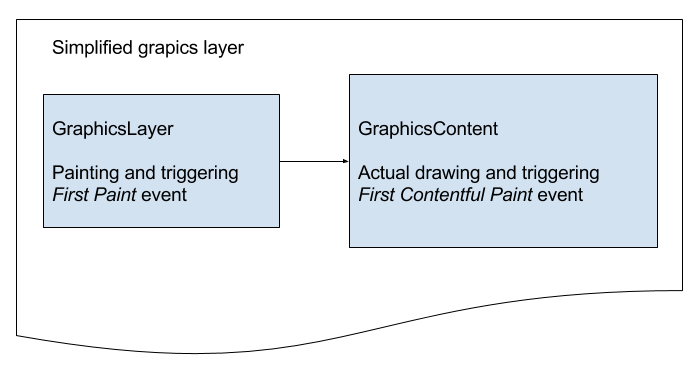 Simplified grapics layer
GraphicsLayer
Painting and triggering
First Paint event
GraphicsContent
Actual drawing and triggering
First Contentful Paint event